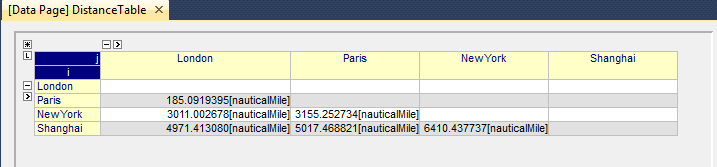 [Data Page] DistanceTable
j London Paris NewYork Shanghai
i
London
Paris 185.0919395[nauticalMile]
NewYork 3011.002678[nauticalMile] 3155.252734[nauticalMile]
Shanghai 4971.413080[nauticalMile] 5017.468821[nauticalMile] 6410.437737[nauticalMile]